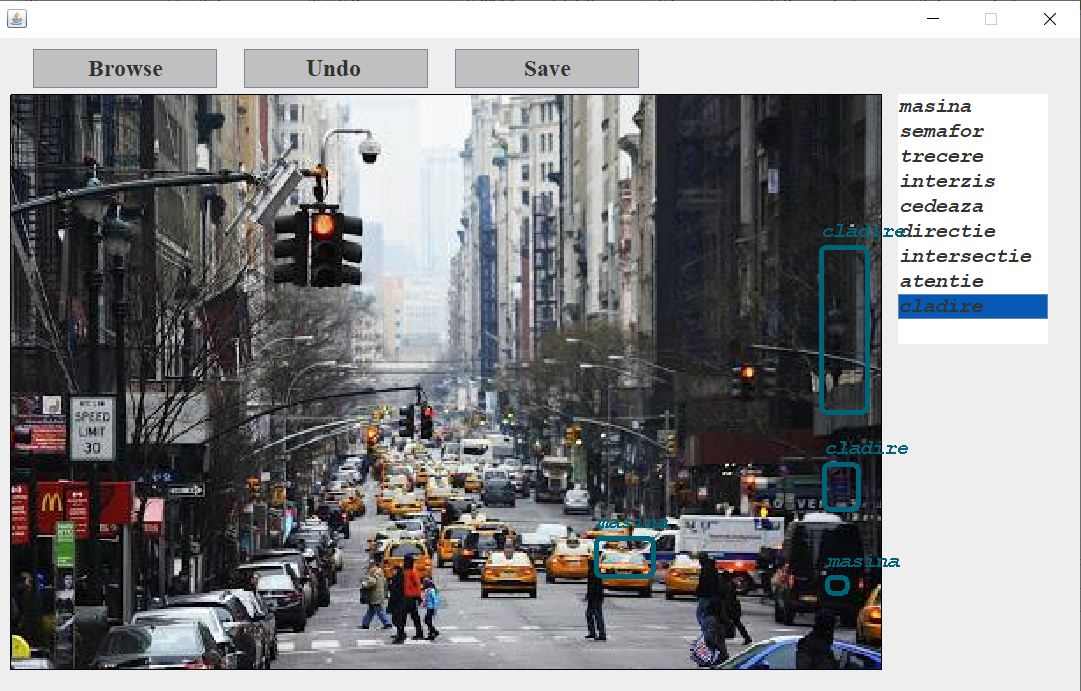 Browse
Undo
Save
masina
semafor
trecere
interzis
cedeaza
cladire
directie
intersectie
atentie
cladire
SPEED
LIMIT
30
cladire
masina
masina